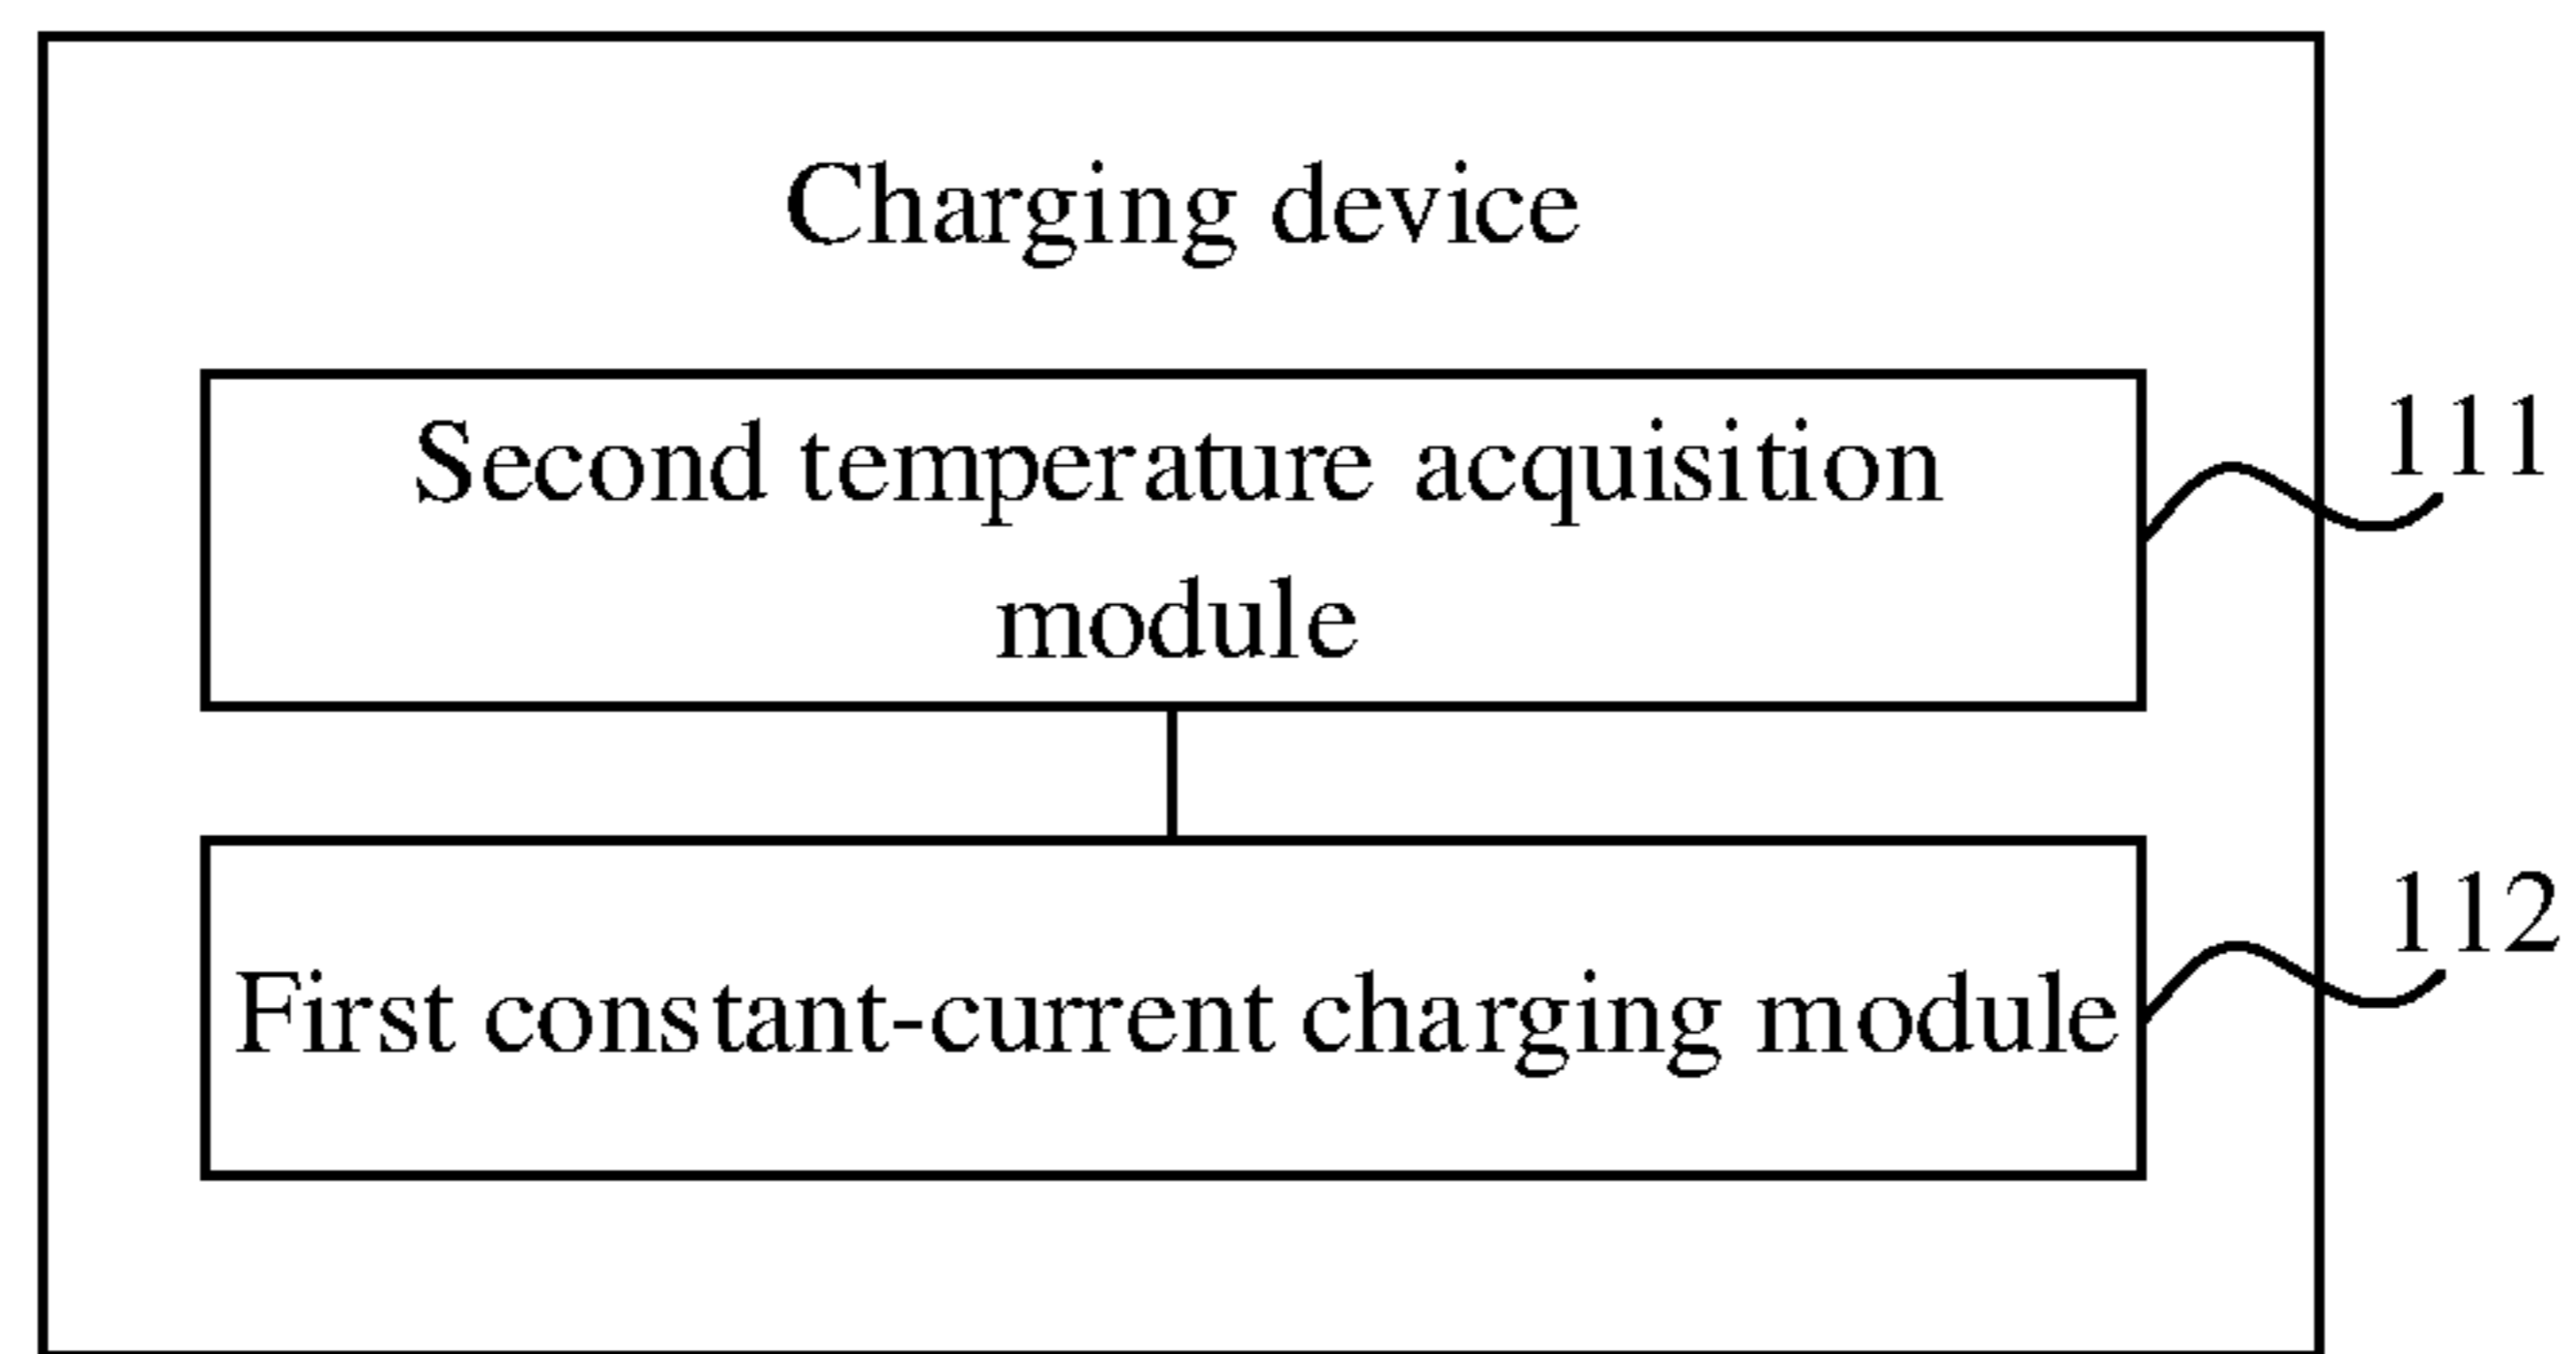 Charging device
Second temperature acquisition
module
111
First constant-current charging module
112